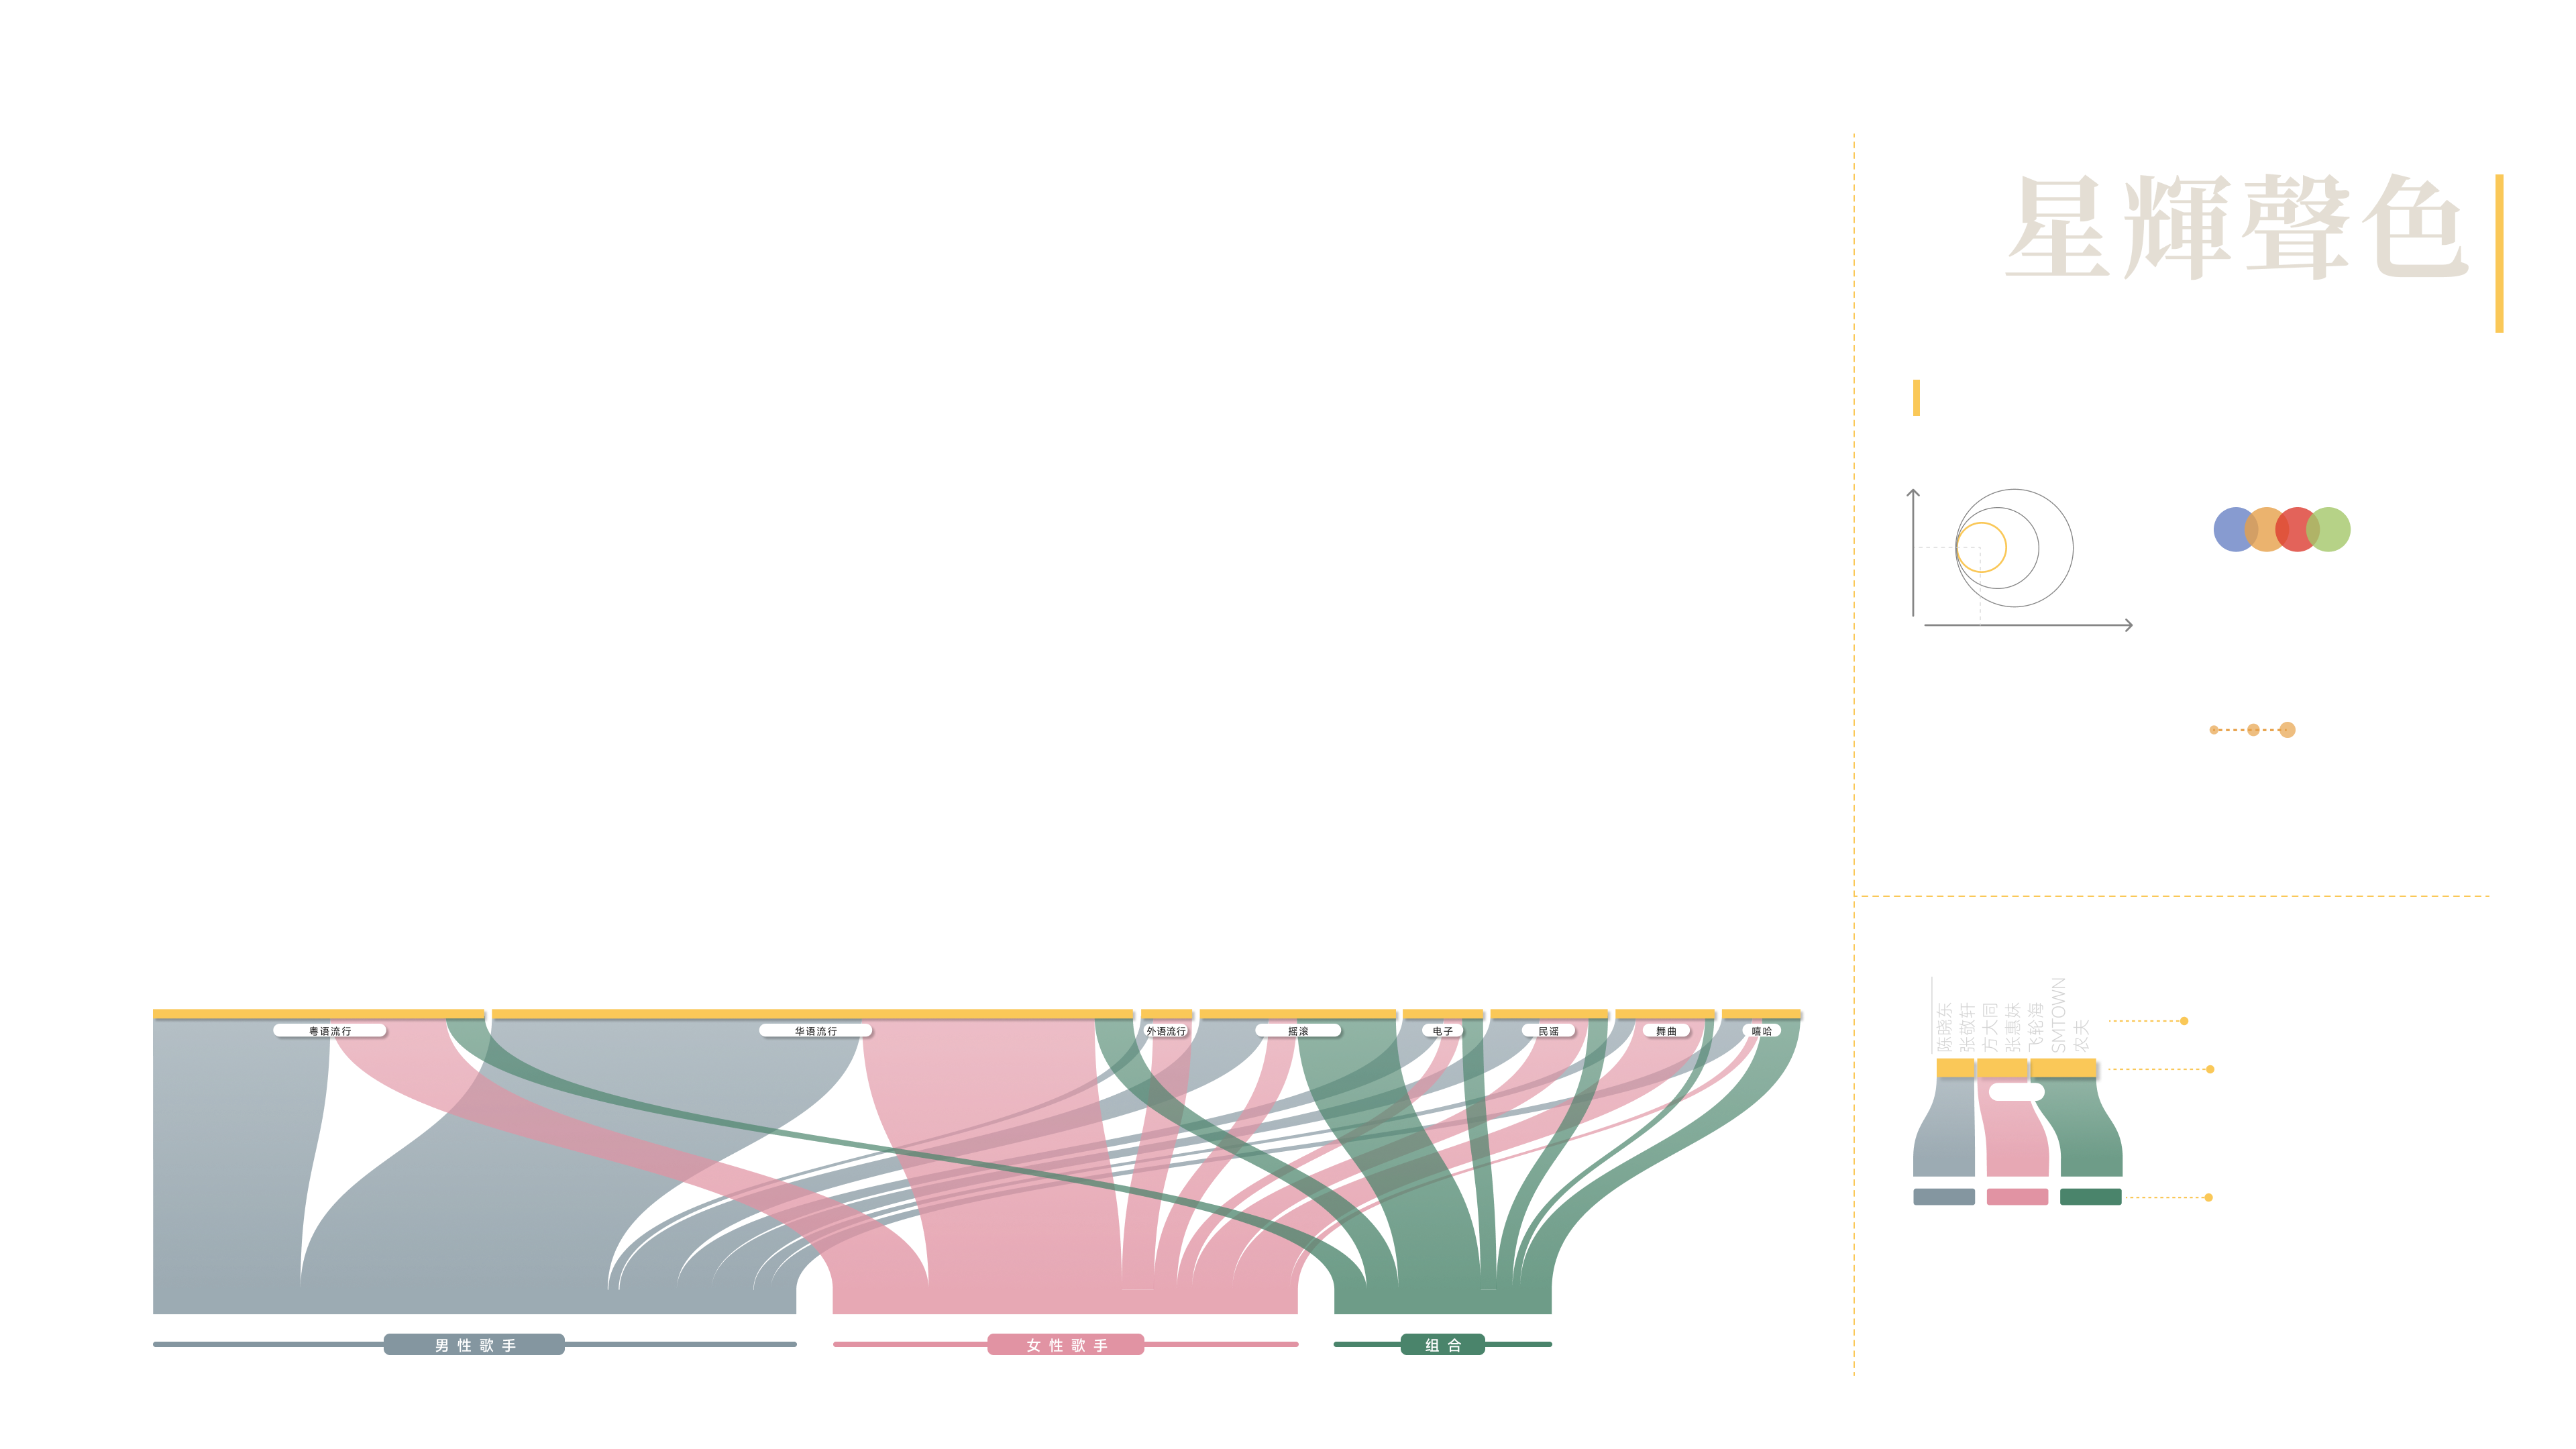 星輝聲色
陈晓东
张敬轩
方大同
张惠妹
飞轮海
SMTOWN
农夫
粤语流行
华语流行
外语流行
摇滚
电子
民谣
舞曲
嘻哈
男性歌手
女性歌手
组合